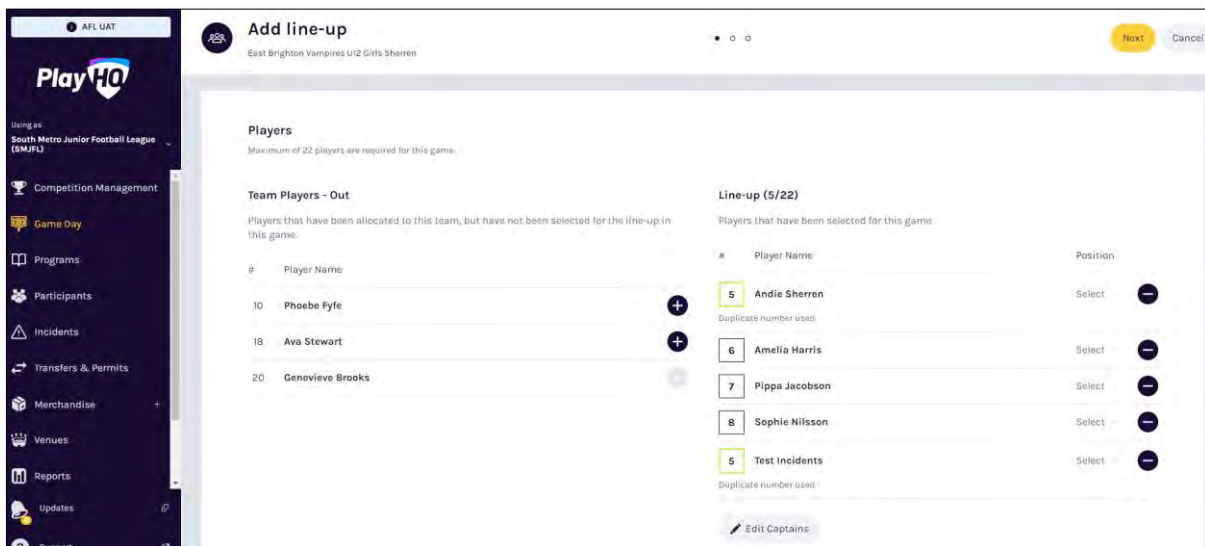 AFL UAT
PlayHQ
Using as
South Metro Junior Football League
(SMJFL)
Competition Management
Game Day
Programs
Participants
Incidents
Transfers & Permits
Merchandise +
Venues
Reports
Updates
Add line-up
East Brighton Vampires U12 Girls Sherren
Next
Cancel
Players
Maximum of 22 players are required for this game.
Team Players - Out
Players that have been allocated to this team, but have not been selected for the line-up in
this game.
# Player Name
10 Phoebe Fyfe
18 Ava Stewart
20 Genevieve Brooks
Line-up (5/22)
Players that have been selected for this game.
# Player Name Position
5 Andie Sherren Select
Duplicate number used
6 Amelia Harris Select
7 Pippa Jacobson Select
8 Sophie Nilsson Select
5 Test Incidents Select
Duplicate number used
Edit Captains